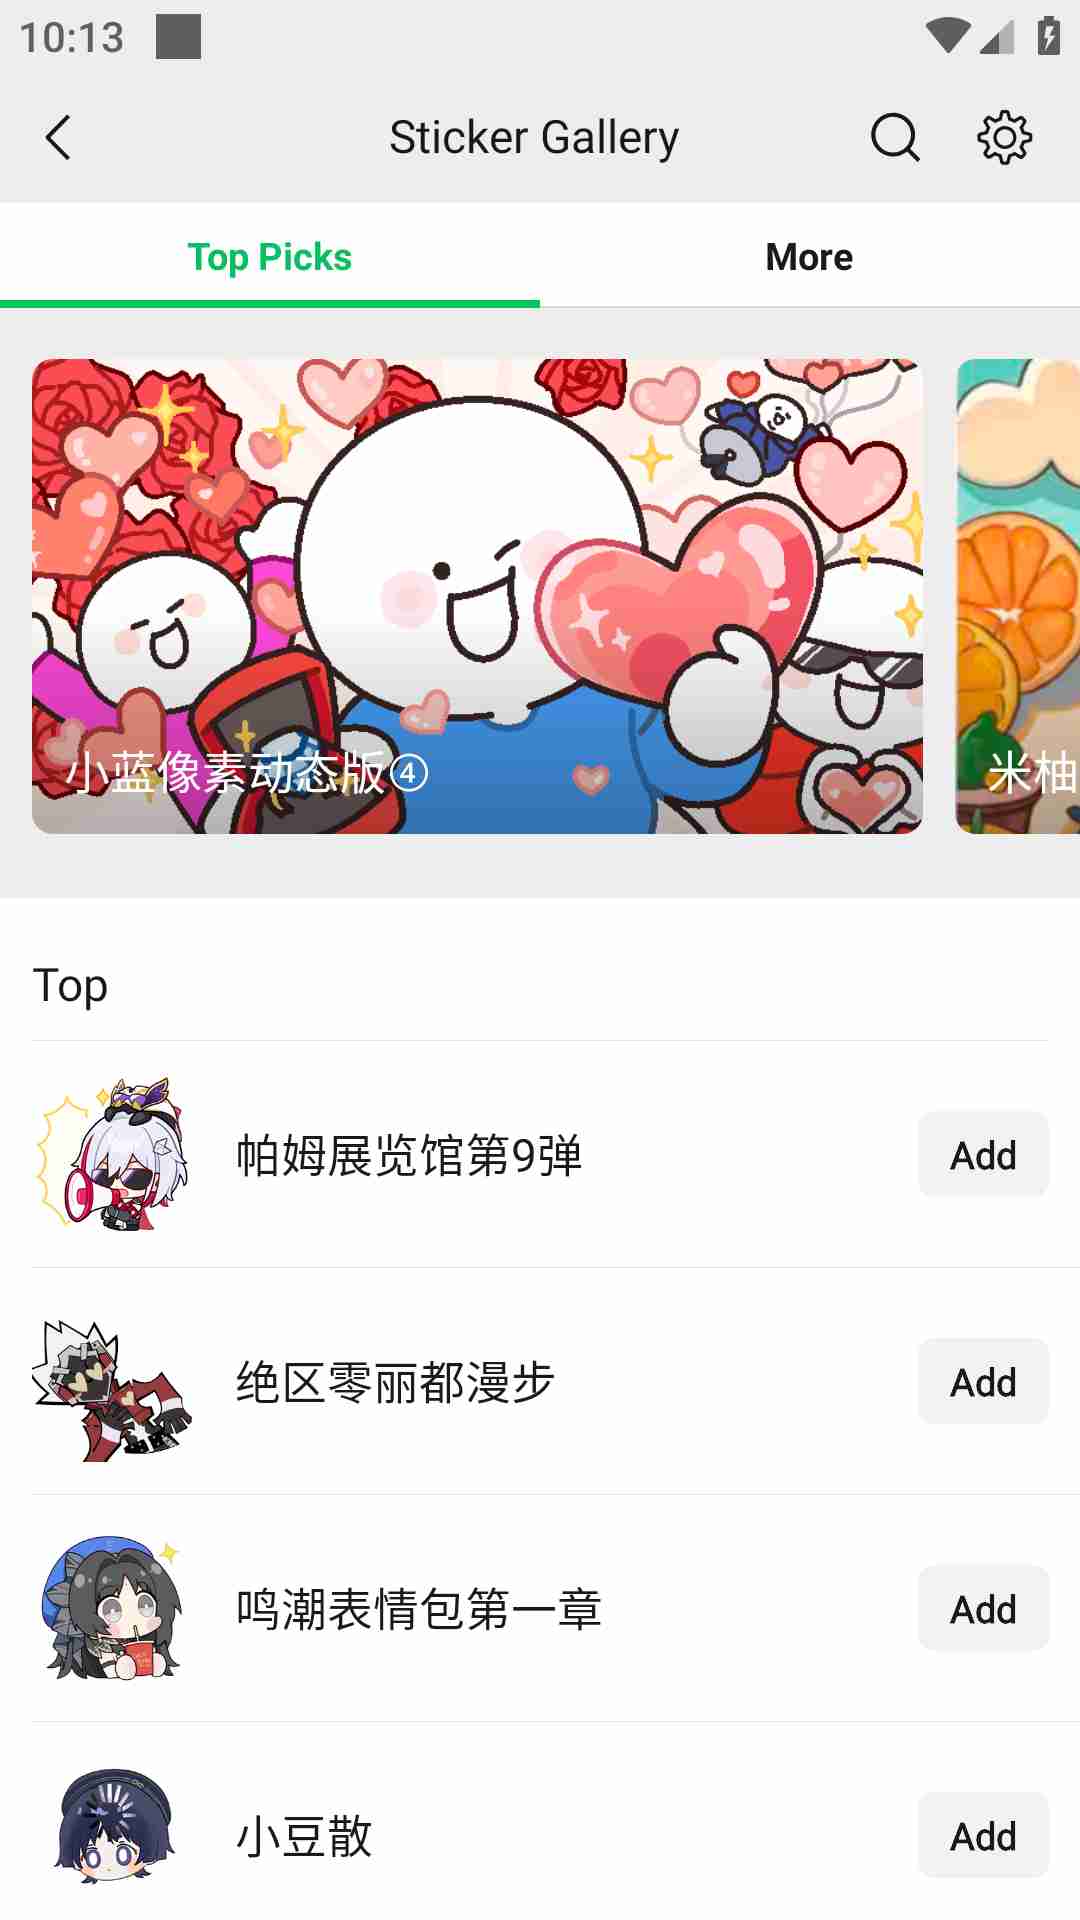 10:13
Sticker Gallery
Top Picks
More
小蓝像素动态版④
米柚
Top
帕姆展览馆第9弹
Add
绝区零丽都漫步
Add
鸣潮表情包第一章
Add
小豆散
Add